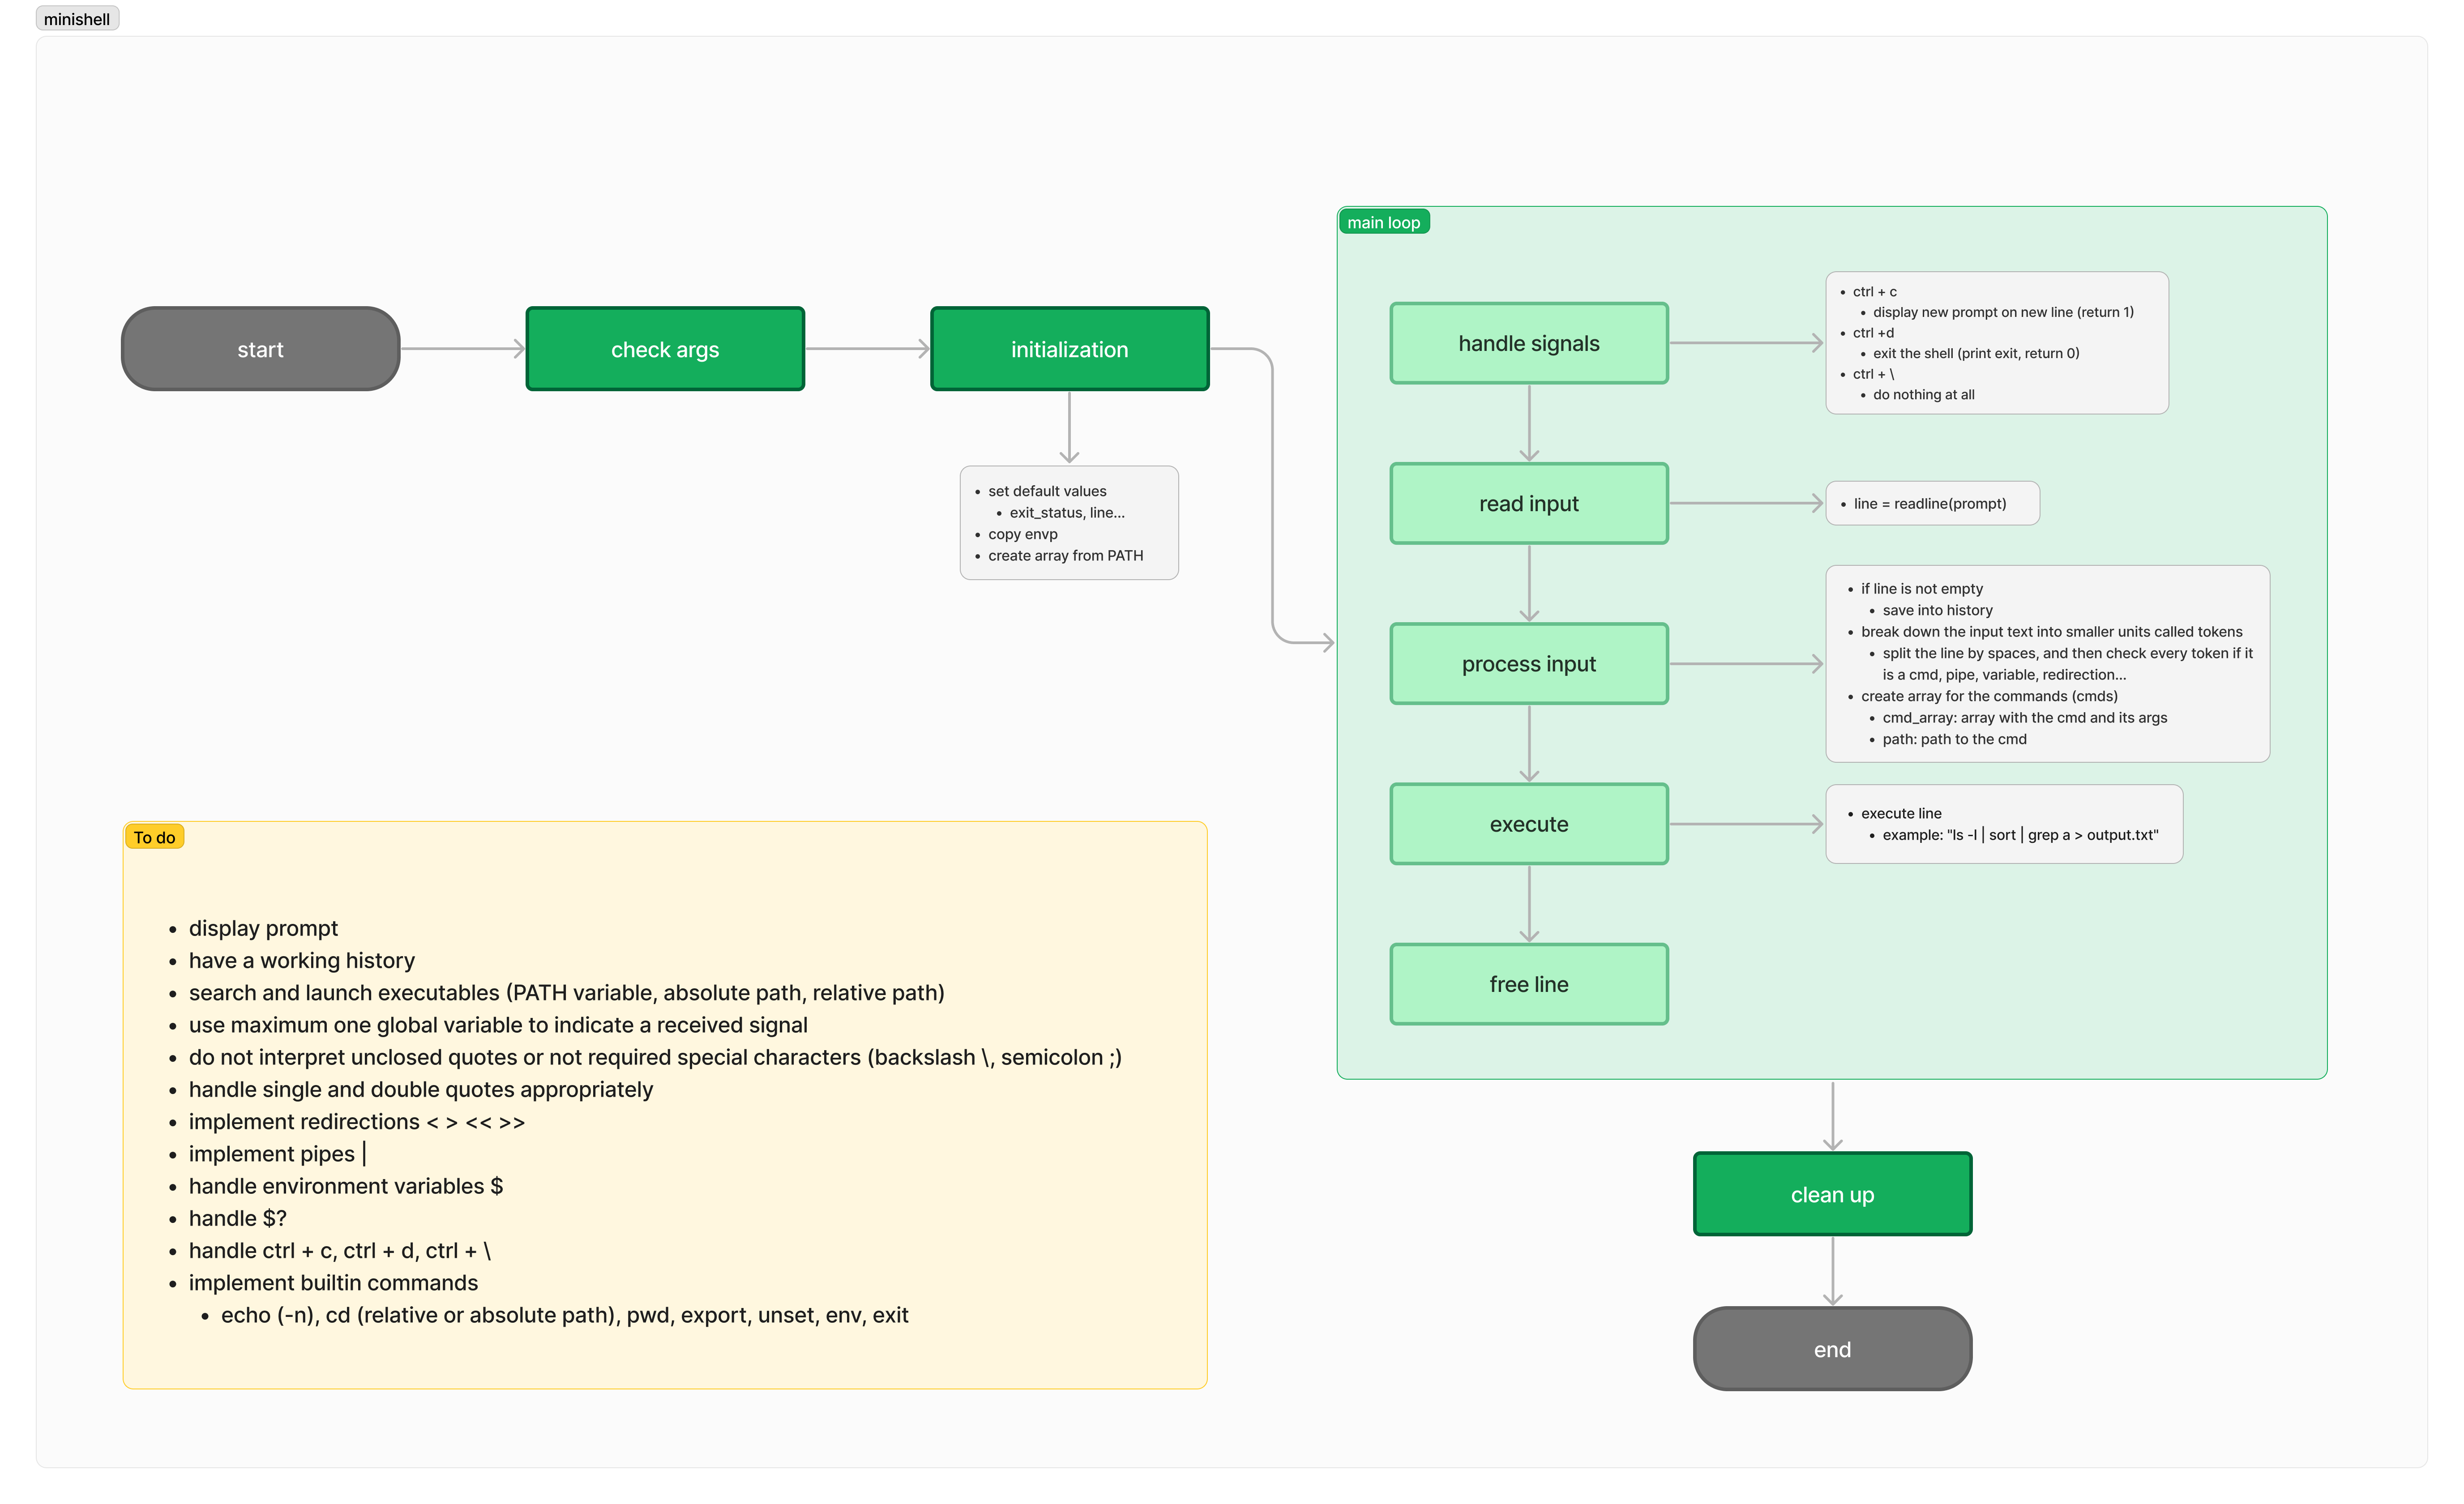 minishell
start
check args
initialization
• set default values
• exit_status, line...
• copy envp
• create array from PATH
main loop
handle signals
• ctrl + c
• display new prompt on new line (return 1)
• ctrl +d
• exit the shell (print exit, return 0)
• ctrl + \
• do nothing at all
read input
• line = readline(prompt)
process input
• if line is not empty
• save into history
• break down the input text into smaller units called tokens
• split the line by spaces, and then check every token if it
is a cmd, pipe, variable, redirection...
• create array for the commands (cmds)
• cmd_array: array with the cmd and its args
• path: path to the cmd
execute
• execute line
• example: "ls -l | sort | grep a > output.txt"
free line
clean up
end
To do
• display prompt
• have a working history
• search and launch executables (PATH variable, absolute path, relative path)
• use maximum one global variable to indicate a received signal
• do not interpret unclosed quotes or not required special characters (backslash \, semicolon ;)
• handle single and double quotes appropriately
• implement redirections < > << >>
• implement pipes |
• handle environment variables $
• handle $?
• handle ctrl + c, ctrl + d, ctrl + \
• implement builtin commands
• echo (-n), cd (relative or absolute path), pwd, export, unset, env, exit